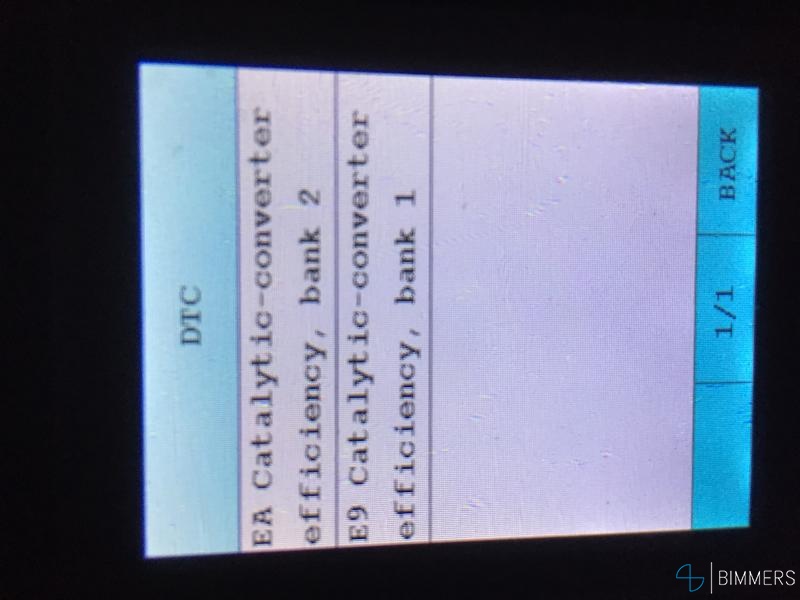 DTC
EA Catalytic-converter
efficiency, bank 2
E9 Catalytic-converter
efficiency, bank 1
1/1
BACK
BIMMERS